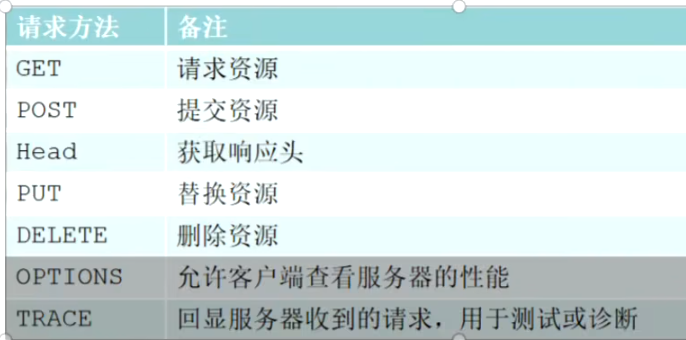 请求方法 备注
GET 请求资源
POST 提交资源
Head 获取响应头
PUT 替换资源
DELETE 删除资源
OPTIONS 允许客户端查看服务器的性能
TRACE 回显服务器收到的请求，用于测试或诊断